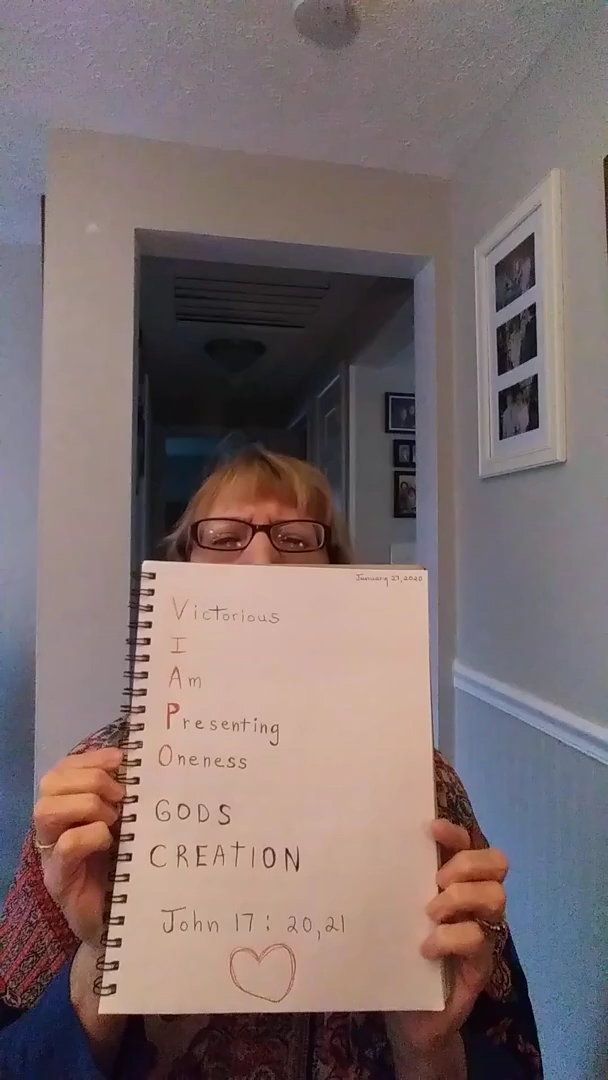 January 27, 2020
Victorious
I
Am
Presenting
Oneness
GODS
CREATION
John 17: 20,21